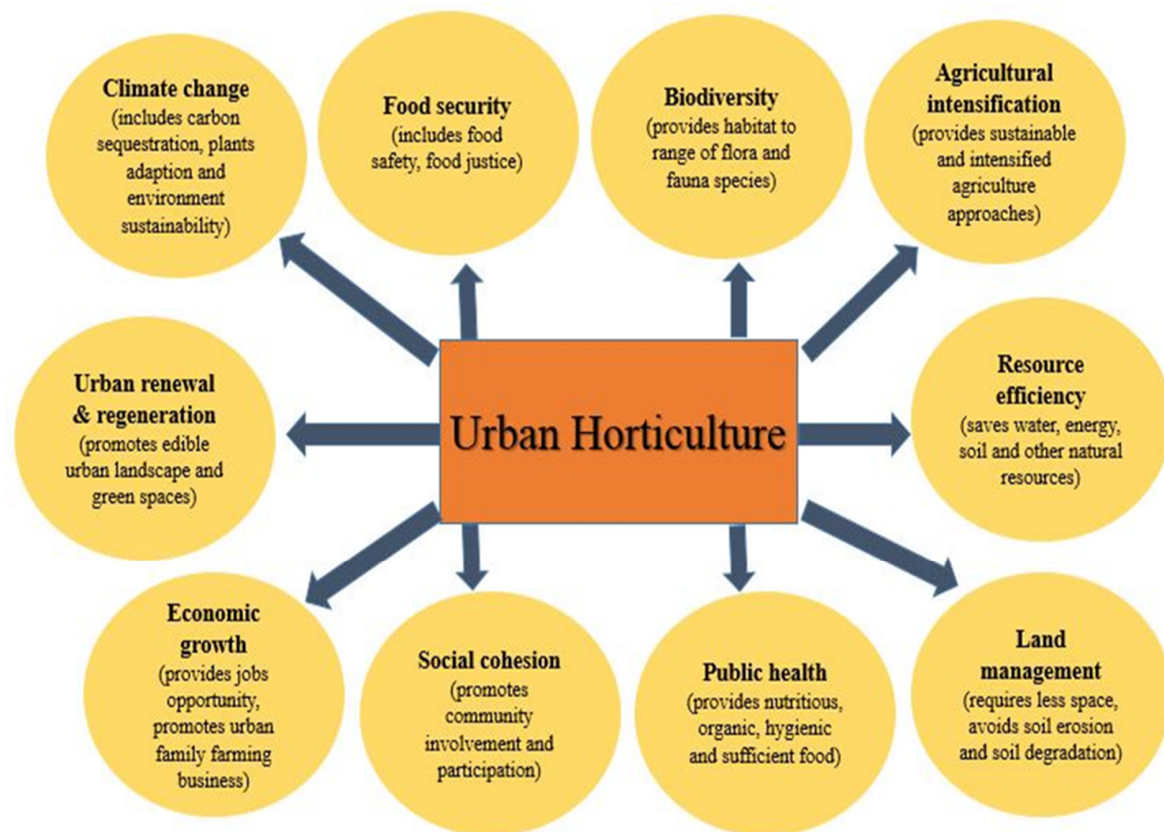 Climate change
(includes carbon
sequestration, plants
adaption and
environment
sustainability)
Food security
(includes food
safety, food justice)
Biodiversity
(provides habitat to
range of flora and
fauna species)
Agricultural
intensification
(provides sustainable
and intensified
agriculture
approaches)
Urban renewal
& regeneration
(promotes edible
urban landscape and
green spaces)
Urban Horticulture
Resource
efficiency
(saves water, energy,
soil and other natural
resources)
Economic
growth
(provides jobs
opportunity,
promotes urban
family farming
business)
Social cohesion
(promotes
community
involvement and
participation)
Public health
(provides nutritious,
organic, hygienic
and sufficient food)
Land
management
(requires less space,
avoids soil erosion
and soil degradation)